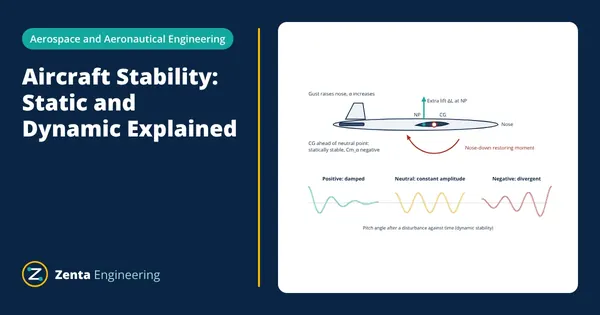 Aerospace and Aeronautical Engineering
Aircraft Stability:
Static and
Dynamic Explained
Zenta Engineering
Gust raises nose, α increases
Extra lift ΔL at NP
NP
CG
Nose
CG ahead of neutral point:
statically stable, Cm_α negative
Nose-down restoring moment
Positive: damped
Neutral: constant amplitude
Negative: divergent
Pitch angle after a disturbance against time (dynamic stability).